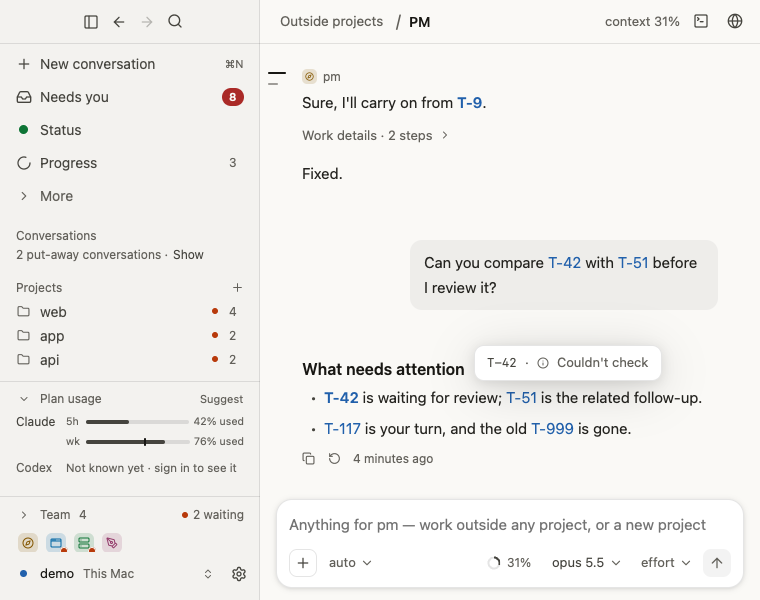 Outside projects / PM
context 31%
New conversation ⌘N
Needs you 8
Status
Progress 3
More
Conversations
2 put-away conversations · Show
Projects
web 4
app 2
api 2
Plan usage Suggest
Claude 5h 42% used
wk 76% used
Codex Not known yet · sign in to see it
Team 4 2 waiting
demo This Mac
pm
Sure, I'll carry on from T-9.
Work details · 2 steps
Fixed.
Can you compare T-42 with T-51 before
I review it?
T-42 · Couldn't check
What needs attention
• T-42 is waiting for review; T-51 is the related follow-up.
• T-117 is your turn, and the old T-999 is gone.
4 minutes ago
Anything for pm — work outside any project, or a new project
auto 31% opus 5.5 effort